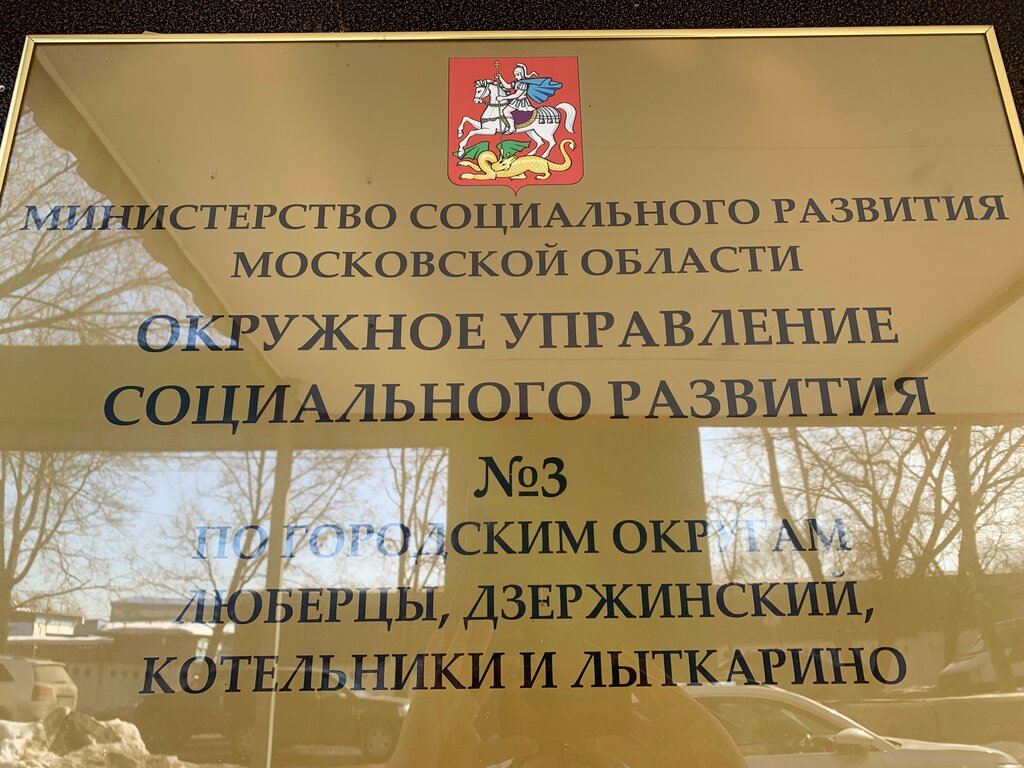 МИНИСТЕРСТВО СОЦИАЛЬНОГО РАЗВИТИЯ
МОСКОВСКОЙ ОБЛАСТИ
ОКРУЖНОЕ УПРАВЛЕНИЕ
СОЦИАЛЬНОГО РАЗВИТИЯ
№3
ПО ГОРОДСКИМ ОКРУГАМ
ЛЮБЕРЦЫ, ДЗЕРЖИНСКИЙ,
КОТЕЛЬНИКИ И ЛЫТКАРИНО